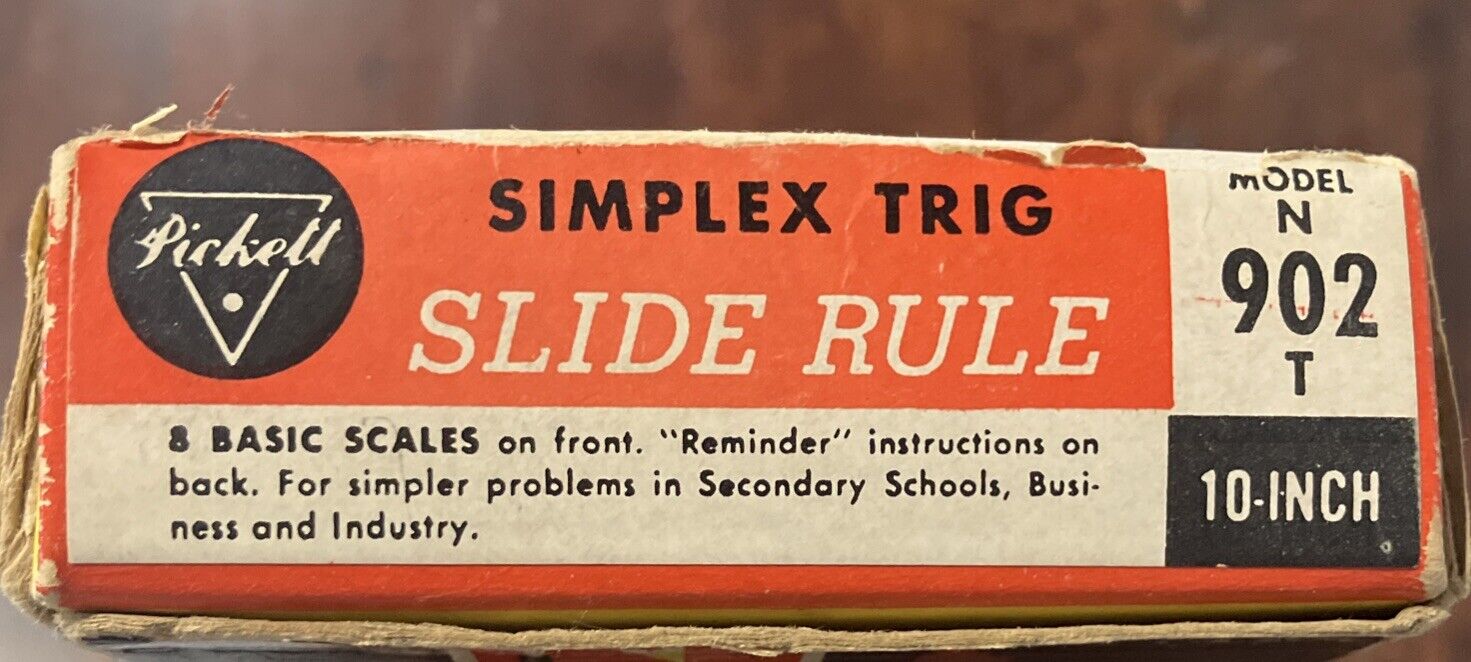 Pickett
SIMPLEX TRIG
SLIDE RULE
8 BASIC SCALES on front. "Reminder" instructions on
back. For simpler problems in Secondary Schools, Busi-
ness and Industry.
MODEL
N
902
T
10-INCH